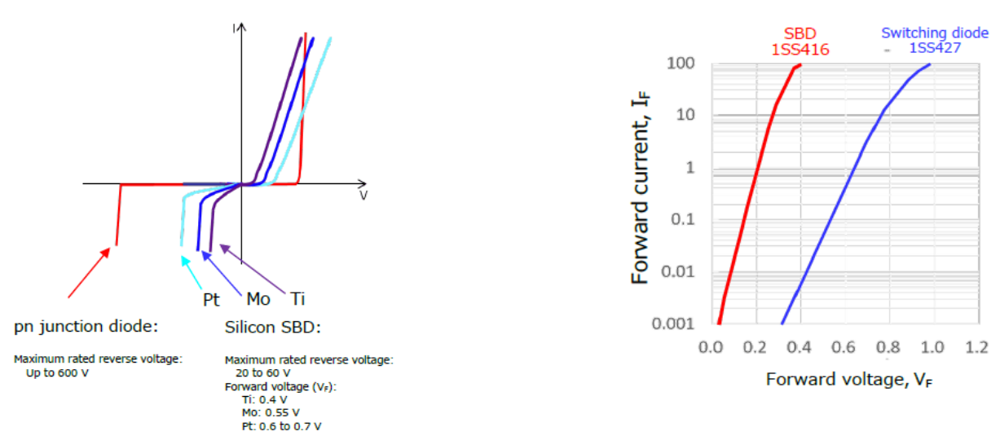 I
V
Pt
Mo
Ti
pn junction diode:
Maximum rated reverse voltage:
Up to 600 V
Silicon SBD:
Maximum rated reverse voltage:
20 to 60 V
Forward voltage (VF):
Ti: 0.4 V
Mo: 0.55 V
Pt: 0.6 to 0.7 V
SBD
1SS416
Switching diode
1SS427
Forward current, IF
100
10
1
0.1
0.01
0.001
0.0 0.2 0.4 0.6 0.8 1.0 1.2
Forward voltage, VF